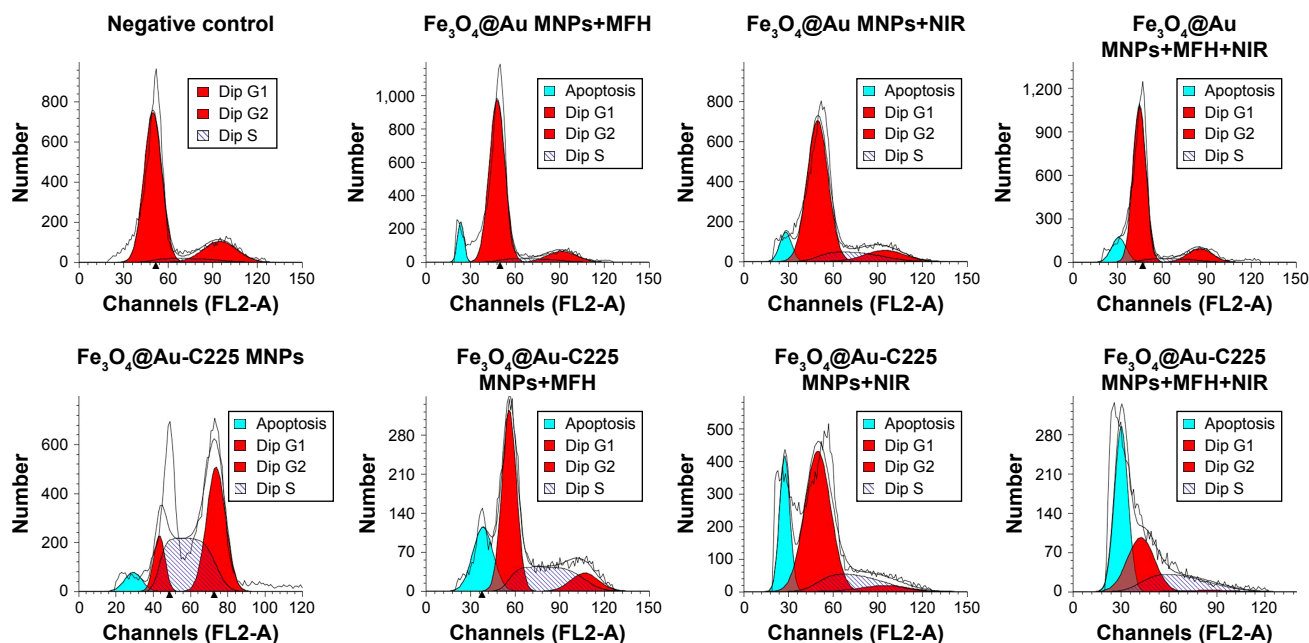 Negative control
800
600
400
200
0
Number
0 30 60 90 120 150
Channels (FL2-A)
Dip G1
Dip G2
Dip S
Fe₃O₄@Au MNPs+MFH
1,000
800
600
400
200
0
Number
0 30 60 90 120 150
Channels (FL2-A)
Apoptosis
Dip G1
Dip G2
Dip S
Fe₃O₄@Au MNPs+NIR
800
600
400
200
0
Number
0 30 60 90 120 150
Channels (FL2-A)
Apoptosis
Dip G1
Dip G2
Dip S
Fe₃O₄@Au
MNPs+MFH+NIR
1,200
900
600
300
0
Number
0 30 60 90 120 150
Channels (FL2-A)
Apoptosis
Dip G1
Dip G2
Dip S
Fe₃O₄@Au-C225 MNPs
600
400
200
0
Number
0 20 40 60 80 100 120
Channels (FL2-A)
Apoptosis
Dip G1
Dip G2
Dip S
Fe₃O₄@Au-C225
MNPs+MFH
280
210
140
70
0
Number
0 30 60 90 120 150
Channels (FL2-A)
Apoptosis
Dip G1
Dip G2
Dip S
Fe₃O₄@Au-C225
MNPs+NIR
500
400
300
200
100
0
Number
0 30 60 90 120 150
Channels (FL2-A)
Apoptosis
Dip G1
Dip G2
Dip S
Fe₃O₄@Au-C225
MNPs+MFH+NIR
280
210
140
70
0
Number
0 30 60 90 120
Channels (FL2-A)
Apoptosis
Dip G1
Dip G2
Dip S